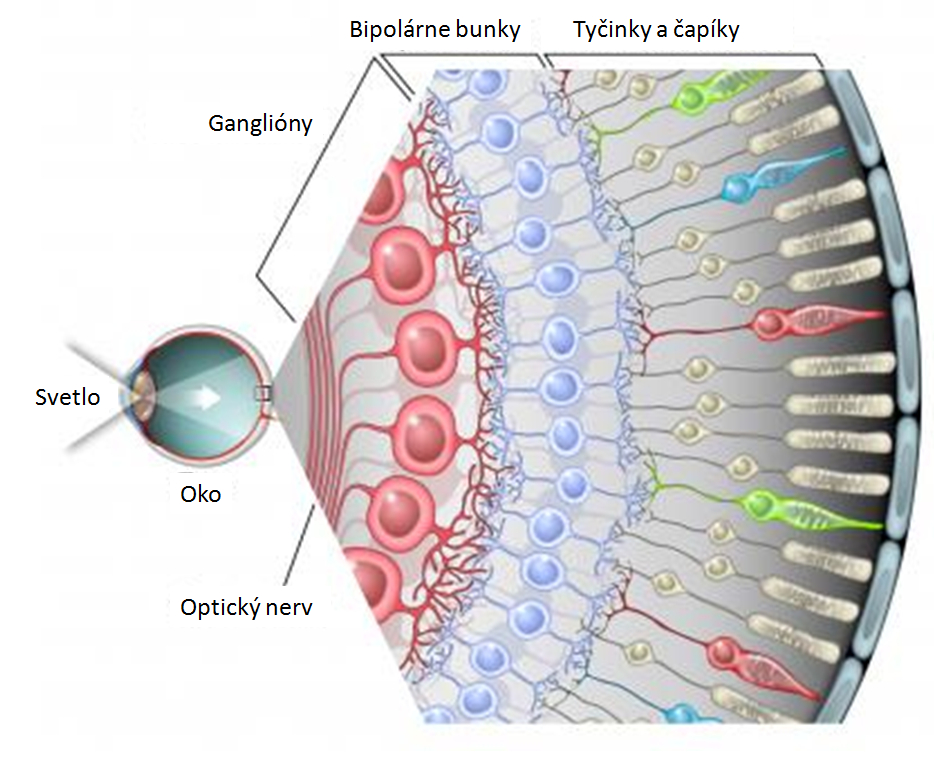 Bipolárne bunky
Tyčinky a čapíky
Ganglióny
Svetlo
Oko
Optický nerv